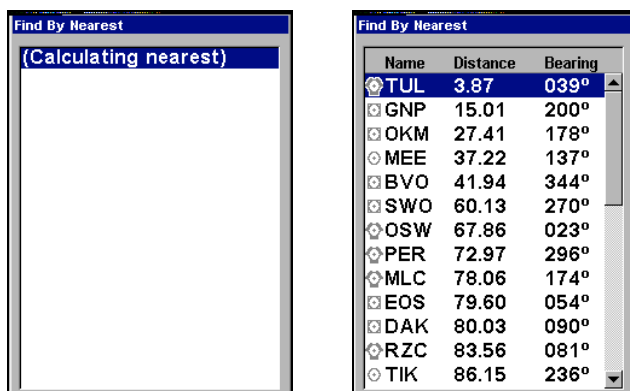 Find By Nearest
(Calculating nearest)
Find By Nearest
Name Distance Bearing
TUL 3.87 039º
GNP 15.01 200º
OKM 27.41 178º
MEE 37.22 137º
BVO 41.94 344º
SWO 60.13 270º
OSW 67.86 023º
PER 72.97 296º
MLC 78.06 174º
EOS 79.60 054º
DAK 80.03 090º
RZC 83.56 081º
TIK 86.15 236º